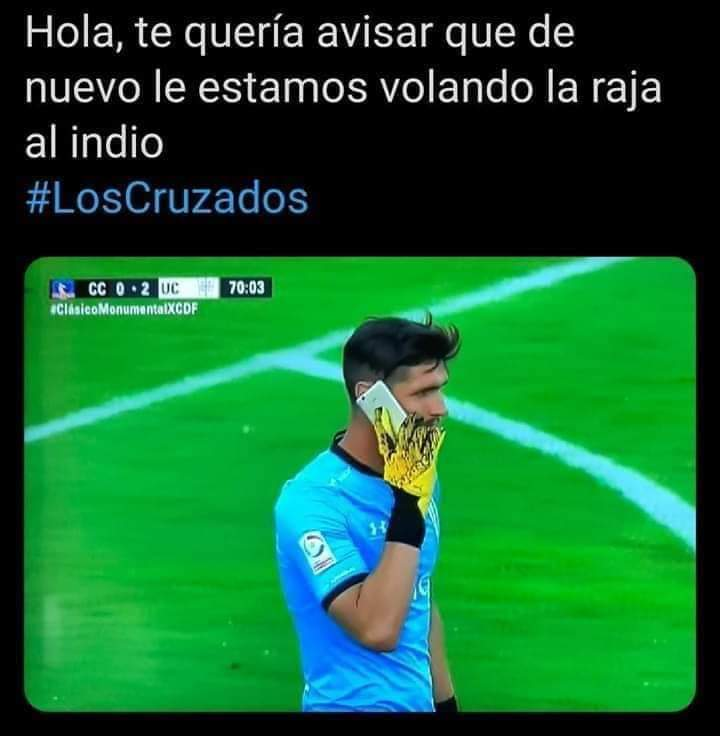 Hola, te quería avisar que de
nuevo le estamos volando la raja
al indio
#LosCruzados
CC 0 • 2 UC 70:03
#ClásicoMonumentalXCDF